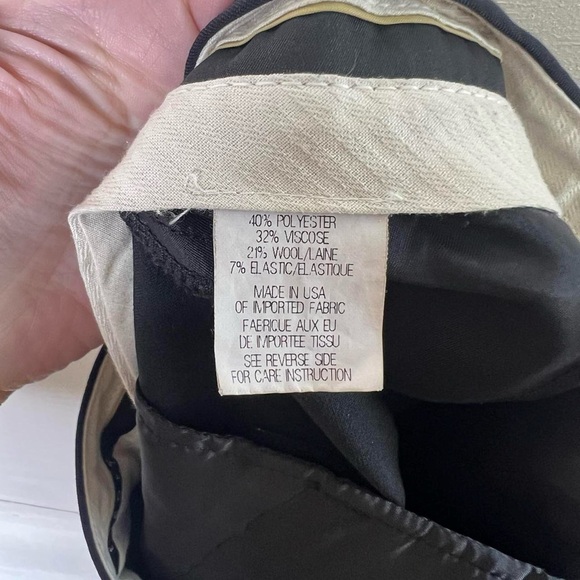 40% POLYESTER
32% VISCOSE
21% WOOL/LAINE
7% ELASTIC/ELASTIQUE
MADE IN USA
OF IMPORTED FABRIC
FAERIQUE AUX EU
DE IMPORTEE TISSU
SEE REVERSE SIDE
FOR CARE INSTRUCTION